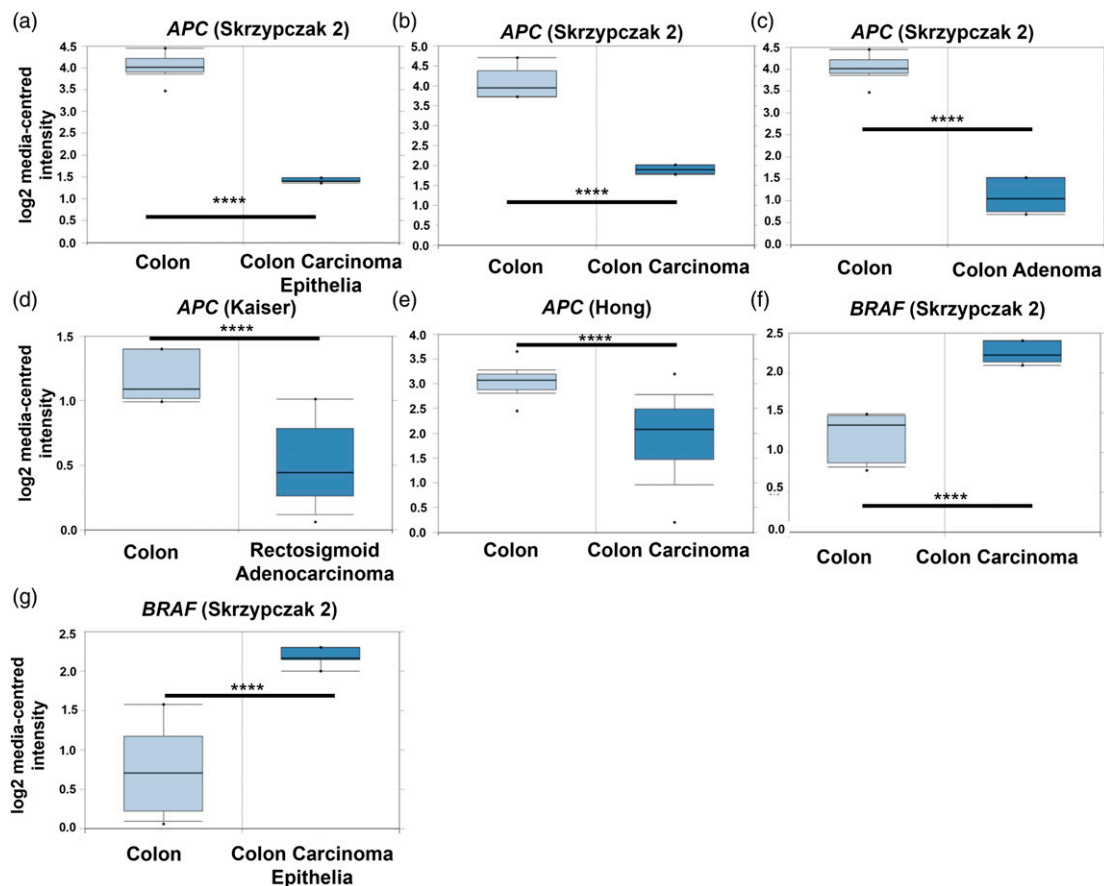 (a)
APC (Skrzypczak 2)
log2 media-centred
intensity
4.5
4.0
3.5
3.0
2.5
2.0
1.5
1.0
0.5
0.0
****
Colon
Colon Carcinoma
Epithelia
(b)
APC (Skrzypczak 2)
5.0
4.5
4.0
3.5
3.0
2.5
2.0
1.5
1.0
0.5
0.0
****
Colon
Colon Carcinoma
(c)
APC (Skrzypczak 2)
4.5
4.0
3.5
3.0
2.5
2.0
1.5
1.0
0.5
0.0
****
Colon
Colon Adenoma
(d)
APC (Kaiser)
log2 media-centred
intensity
1.5
1.0
0.5
0.0
****
Colon
Rectosigmoid
Adenocarcinoma
(e)
APC (Hong)
4.0
3.5
3.0
2.5
2.0
1.5
1.0
0.5
0.0
****
Colon
Colon Carcinoma
(f)
BRAF (Skrzypczak 2)
2.5
2.0
1.5
1.0
0.5
0.0
****
Colon
Colon Carcinoma
(g)
BRAF (Skrzypczak 2)
log2 media-centred
intensity
2.5
2.0
1.5
1.0
0.5
0.0
****
Colon
Colon Carcinoma
Epithelia